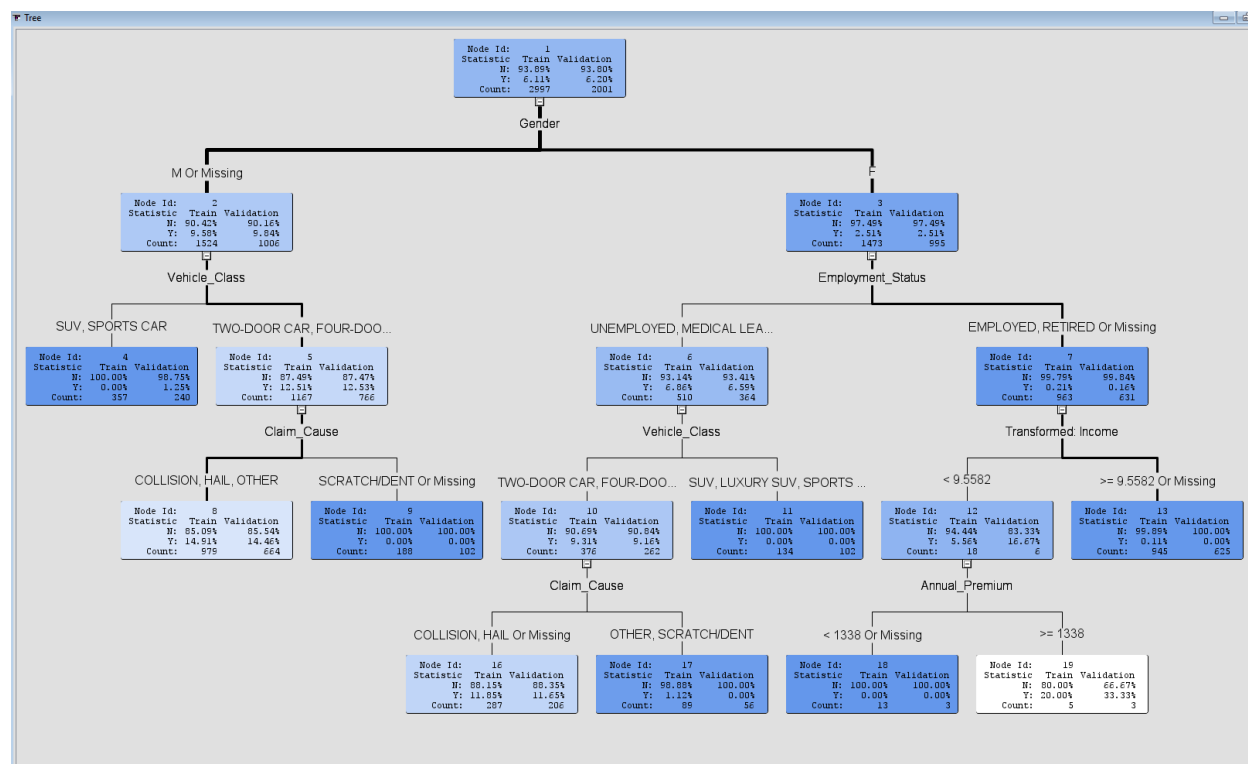 Tree
Node Id: 1
Statistic Train Validation
N: 93.89% 93.80%
Y: 6.11% 6.20%
Count: 2997 2001
Gender
M Or Missing
F
Node Id: 2
Statistic Train Validation
N: 90.42% 90.16%
Y: 9.58% 9.84%
Count: 1524 1006
Node Id: 3
Statistic Train Validation
N: 97.49% 97.49%
Y: 2.51% 2.51%
Count: 1473 995
Vehicle_Class
Employment_Status
SUV, SPORTS CAR
TWO-DOOR CAR, FOUR-DOO...
UNEMPLOYED, MEDICAL LEA...
EMPLOYED, RETIRED Or Missing
Node Id: 4
Statistic Train Validation
N: 100.00% 98.75%
Y: 0.00% 1.25%
Count: 357 240
Node Id: 5
Statistic Train Validation
N: 87.49% 87.47%
Y: 12.51% 12.53%
Count: 1167 766
Node Id: 6
Statistic Train Validation
N: 93.14% 93.41%
Y: 6.86% 6.59%
Count: 510 364
Node Id: 7
Statistic Train Validation
N: 99.79% 99.84%
Y: 0.21% 0.16%
Count: 963 631
Claim_Cause
Vehicle_Class
Transformed: Income
COLLISION, HAIL, OTHER
SCRATCH/DENT Or Missing
TWO-DOOR CAR, FOUR-DOO...
SUV, LUXURY SUV, SPORTS ...
< 9.5582
>= 9.5582 Or Missing
Node Id: 8
Statistic Train Validation
N: 85.09% 85.54%
Y: 14.91% 14.46%
Count: 979 664
Node Id: 9
Statistic Train Validation
N: 100.00% 100.00%
Y: 0.00% 0.00%
Count: 188 102
Node Id: 10
Statistic Train Validation
N: 90.69% 90.84%
Y: 9.31% 9.16%
Count: 376 262
Node Id: 11
Statistic Train Validation
N: 100.00% 100.00%
Y: 0.00% 0.00%
Count: 134 102
Node Id: 12
Statistic Train Validation
N: 94.44% 83.33%
Y: 5.56% 16.67%
Count: 18 6
Node Id: 13
Statistic Train Validation
N: 99.89% 100.00%
Y: 0.11% 0.00%
Count: 945 625
Claim_Cause
Annual_Premium
COLLISION, HAIL Or Missing
OTHER, SCRATCH/DENT
< 1338 Or Missing
>= 1338
Node Id: 16
Statistic Train Validation
N: 88.15% 88.35%
Y: 11.85% 11.65%
Count: 287 206
Node Id: 17
Statistic Train Validation
N: 98.88% 100.00%
Y: 1.12% 0.00%
Count: 89 56
Node Id: 18
Statistic Train Validation
N: 100.00% 100.00%
Y: 0.00% 0.00%
Count: 13 3
Node Id: 19
Statistic Train Validation
N: 80.00% 66.67%
Y: 20.00% 33.33%
Count: 5 3